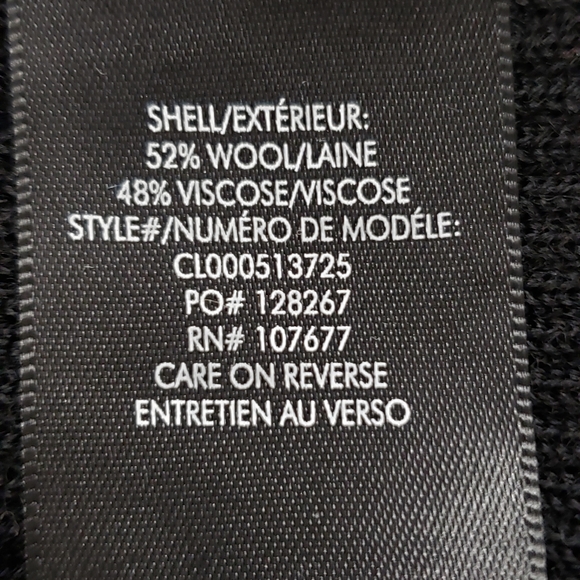 SHELL/EXTÉRIEUR:
52% WOOL/LAINE
48% VISCOSE/VISCOSE
STYLE#/NUMÉRO DE MODÉLE:
CL000513725
PO# 128267
RN# 107677
CARE ON REVERSE
ENTRETIEN AU VERSO